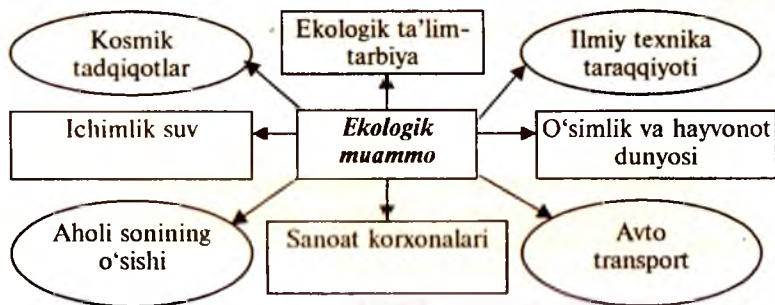 Kosmik
tadqiqotlar
Ekologik ta’lim-
tarbiya
Ilmiy texnika
taraqqiyoti
Ichimlik suv
Ekologik
muammo
O‘simlik va hayvonot
dunyosi
Aholi sonining
o‘sishi
Sanoat korxonalari
Avto
transport